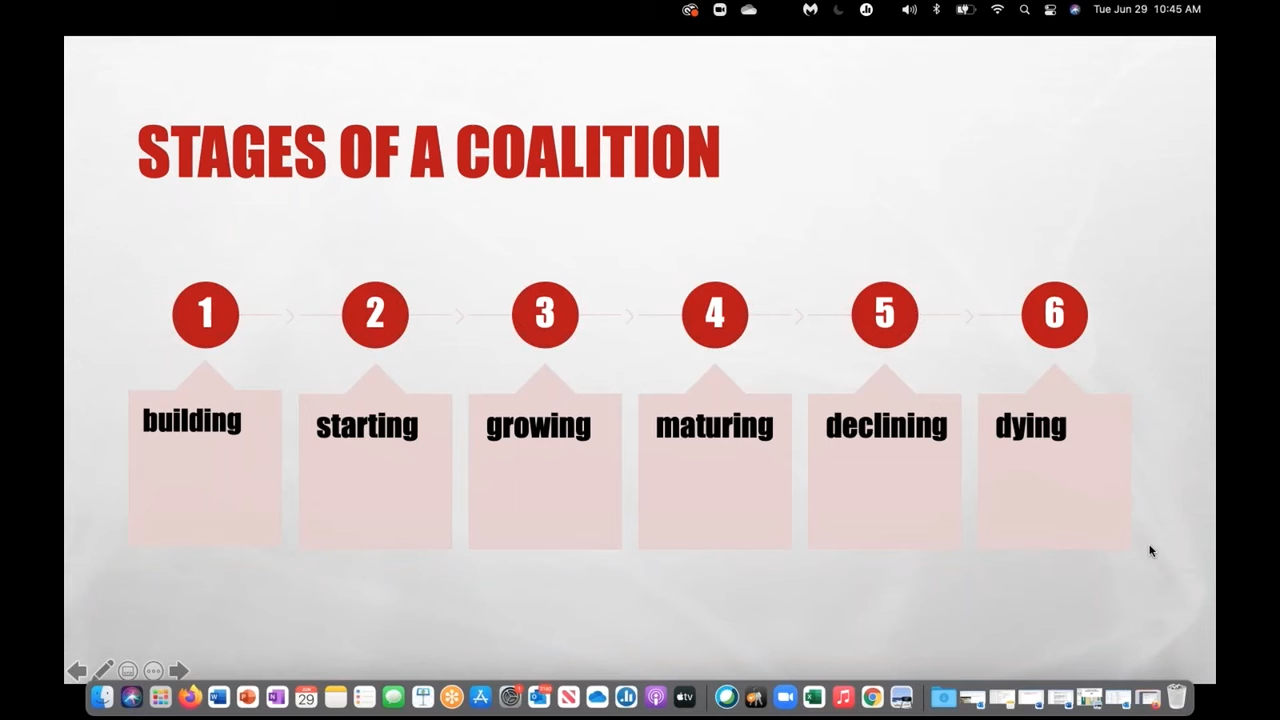 Tue Jun 29 10:45 AM
STAGES OF A COALITION
1 2 3 4 5 6
building starting growing maturing declining dying
29